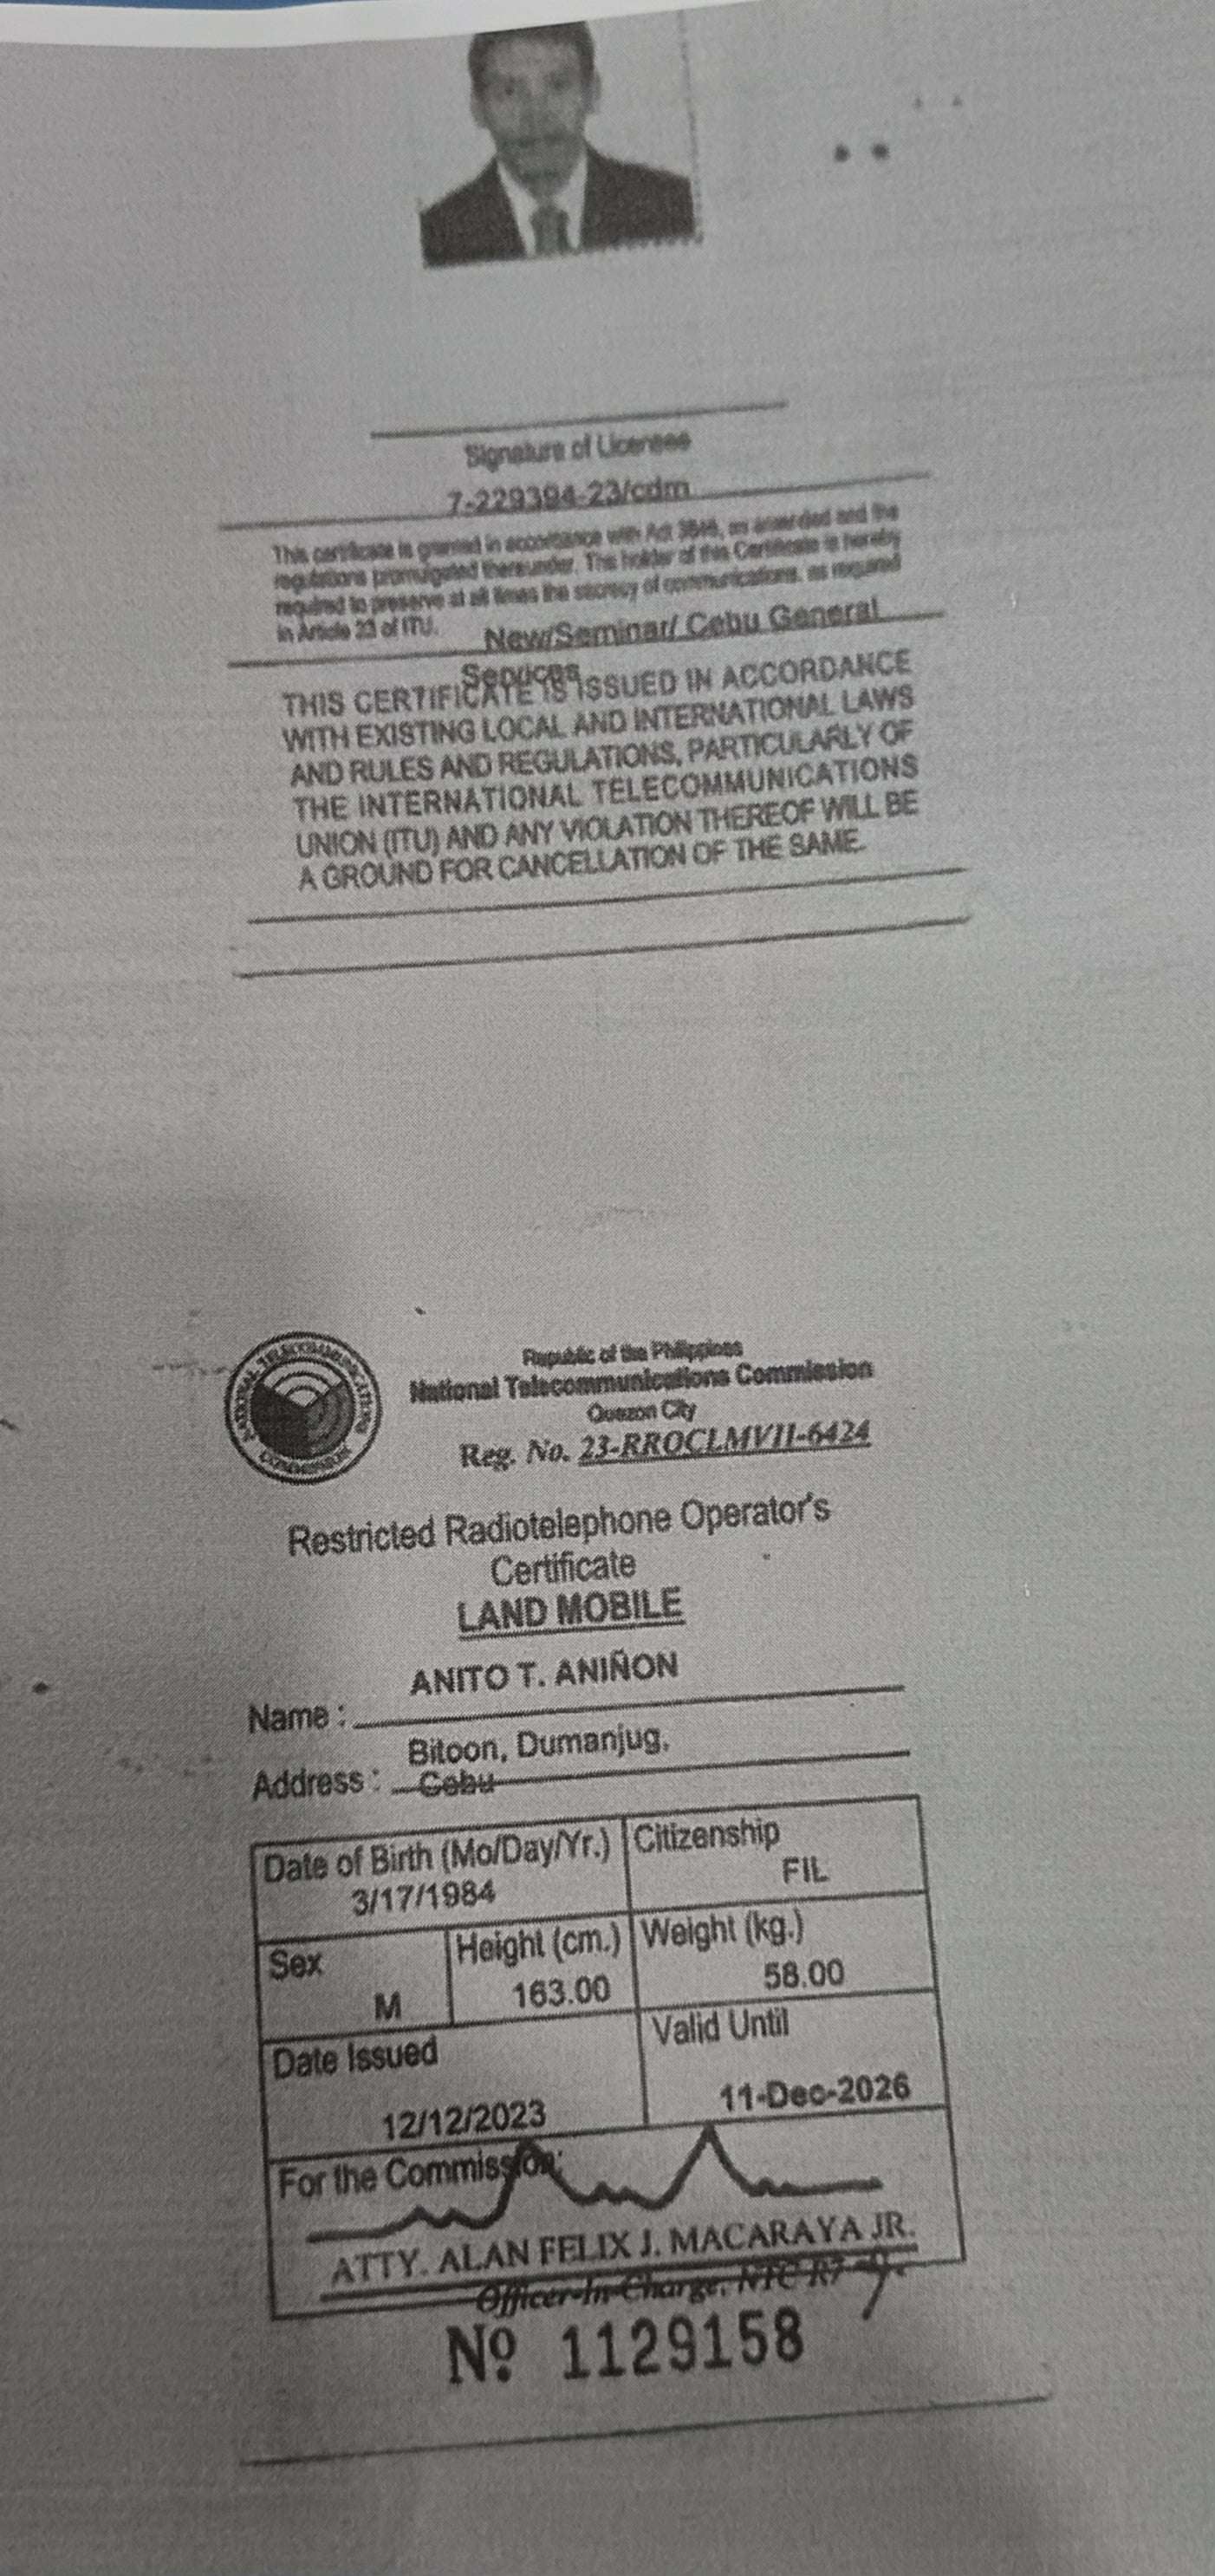 Signature of Licensee
7-229394-23/cdm
This certificate is granted in accordance with Act 3846, as amended and the
regulations promulgated thereunder. The holder of this Certificate is hereby
required to preserve at all times the secrecy of communications, as required
in Article 23 of ITU.
New/Seminar/ Cebu General
Services
THIS CERTIFICATE IS ISSUED IN ACCORDANCE
WITH EXISTING LOCAL AND INTERNATIONAL LAWS
AND RULES AND REGULATIONS, PARTICULARLY OF
THE INTERNATIONAL TELECOMMUNICATIONS
UNION (ITU) AND ANY VIOLATION THEREOF WILL BE
A GROUND FOR CANCELLATION OF THE SAME.
NATIONAL TELECOMMUNICATIONS COMMISSION
Republic of the Philippines
National Telecommunications Commission
Quezon City
Reg. No. 23-RROCLMVII-6424
Restricted Radiotelephone Operator's
Certificate
LAND MOBILE
ANITO T. ANIÑON
Name :
Bitoon, Dumanjug,
Address : Cebu
Date of Birth (Mo/Day/Yr.) Citizenship
3/17/1984 FIL
Sex Height (cm.) Weight (kg.)
M 163.00 58.00
Date Issued Valid Until
12/12/2023 11-Dec-2026
For the Commission:
ATTY. ALAN FELIX J. MACARAYA JR.
Officer-In-Charge, NTC R7
Nº 1129158